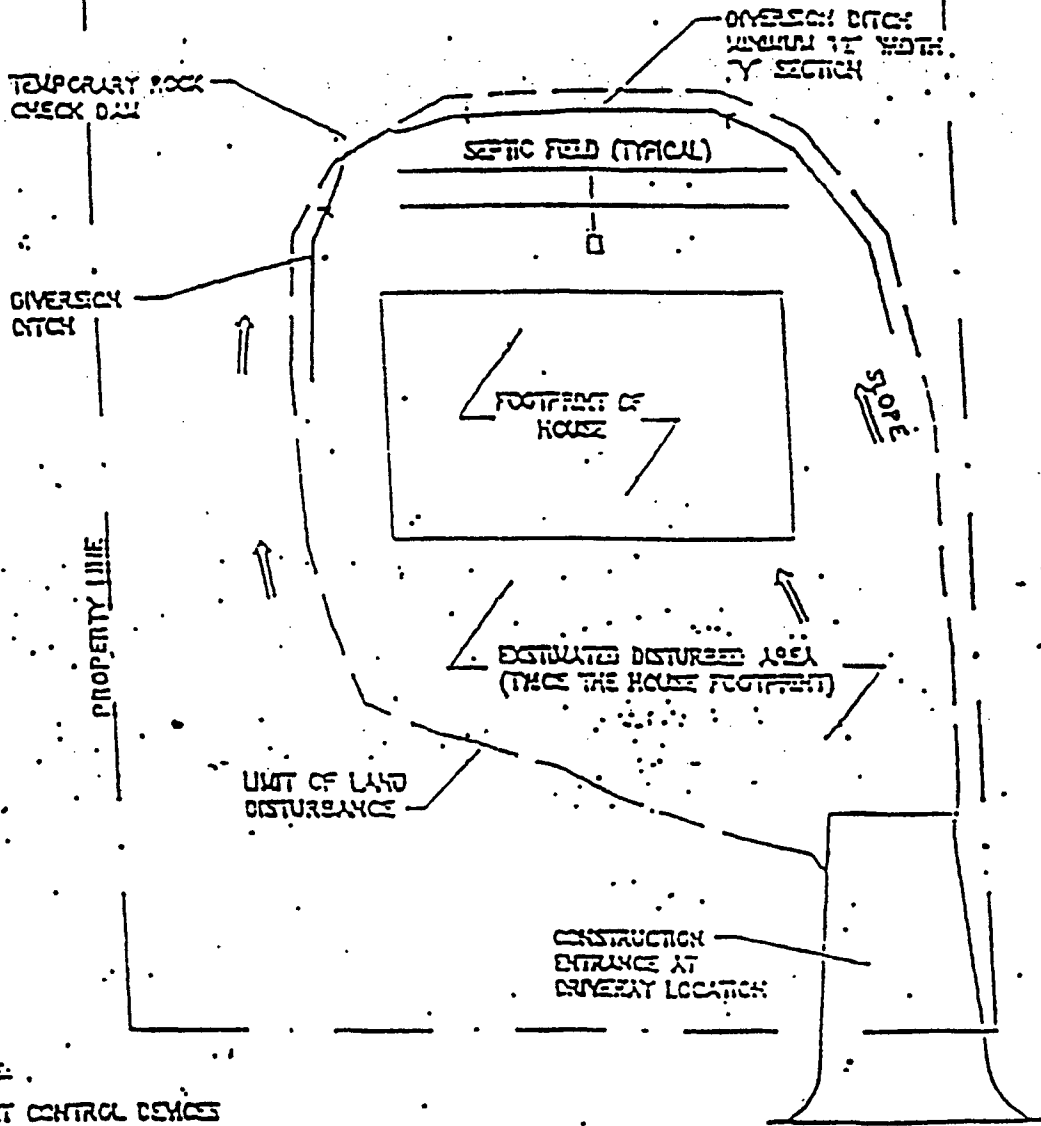 DIVERSION DITCH
MINIMUM WIDTH
"V" SECTION
TEMPORARY ROCK
CHECK DAM
SEPTIC FIELD (TYPICAL)
DIVERSION
DITCH
SLOPE
FOOTPRINT OF
HOUSE
PROPERTY LINE
ESTIMATED DISTURBED AREA
(TWICE THE HOUSE FOOTPRINT)
LIMIT OF LAND
DISTURBANCE
CONSTRUCTION
ENTRANCE AT
DRIVEWAY LOCATION
CONTROL DEVICES